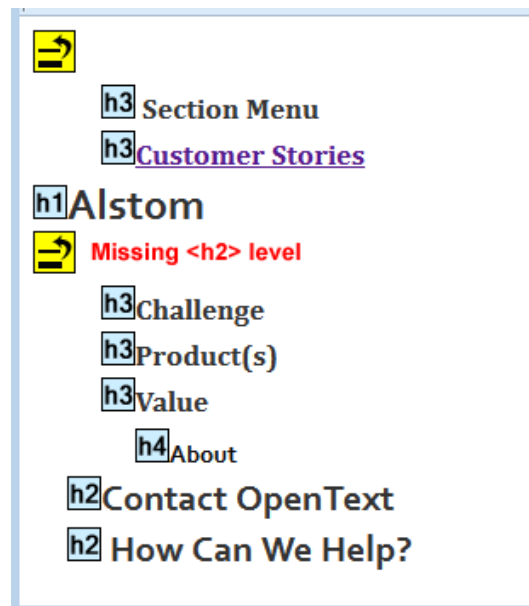 h3 Section Menu
h3 Customer Stories
h1 Alstom
Missing <h2> level
h3 Challenge
h3 Product(s)
h3 Value
h4 About
h2 Contact OpenText
h2 How Can We Help?